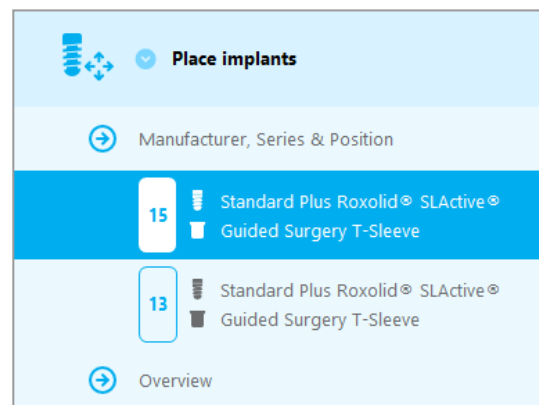 Place implants
Manufacturer, Series & Position
15
Standard Plus Roxolid® SLActive®
Guided Surgery T-Sleeve
13
Standard Plus Roxolid® SLActive®
Guided Surgery T-Sleeve
Overview